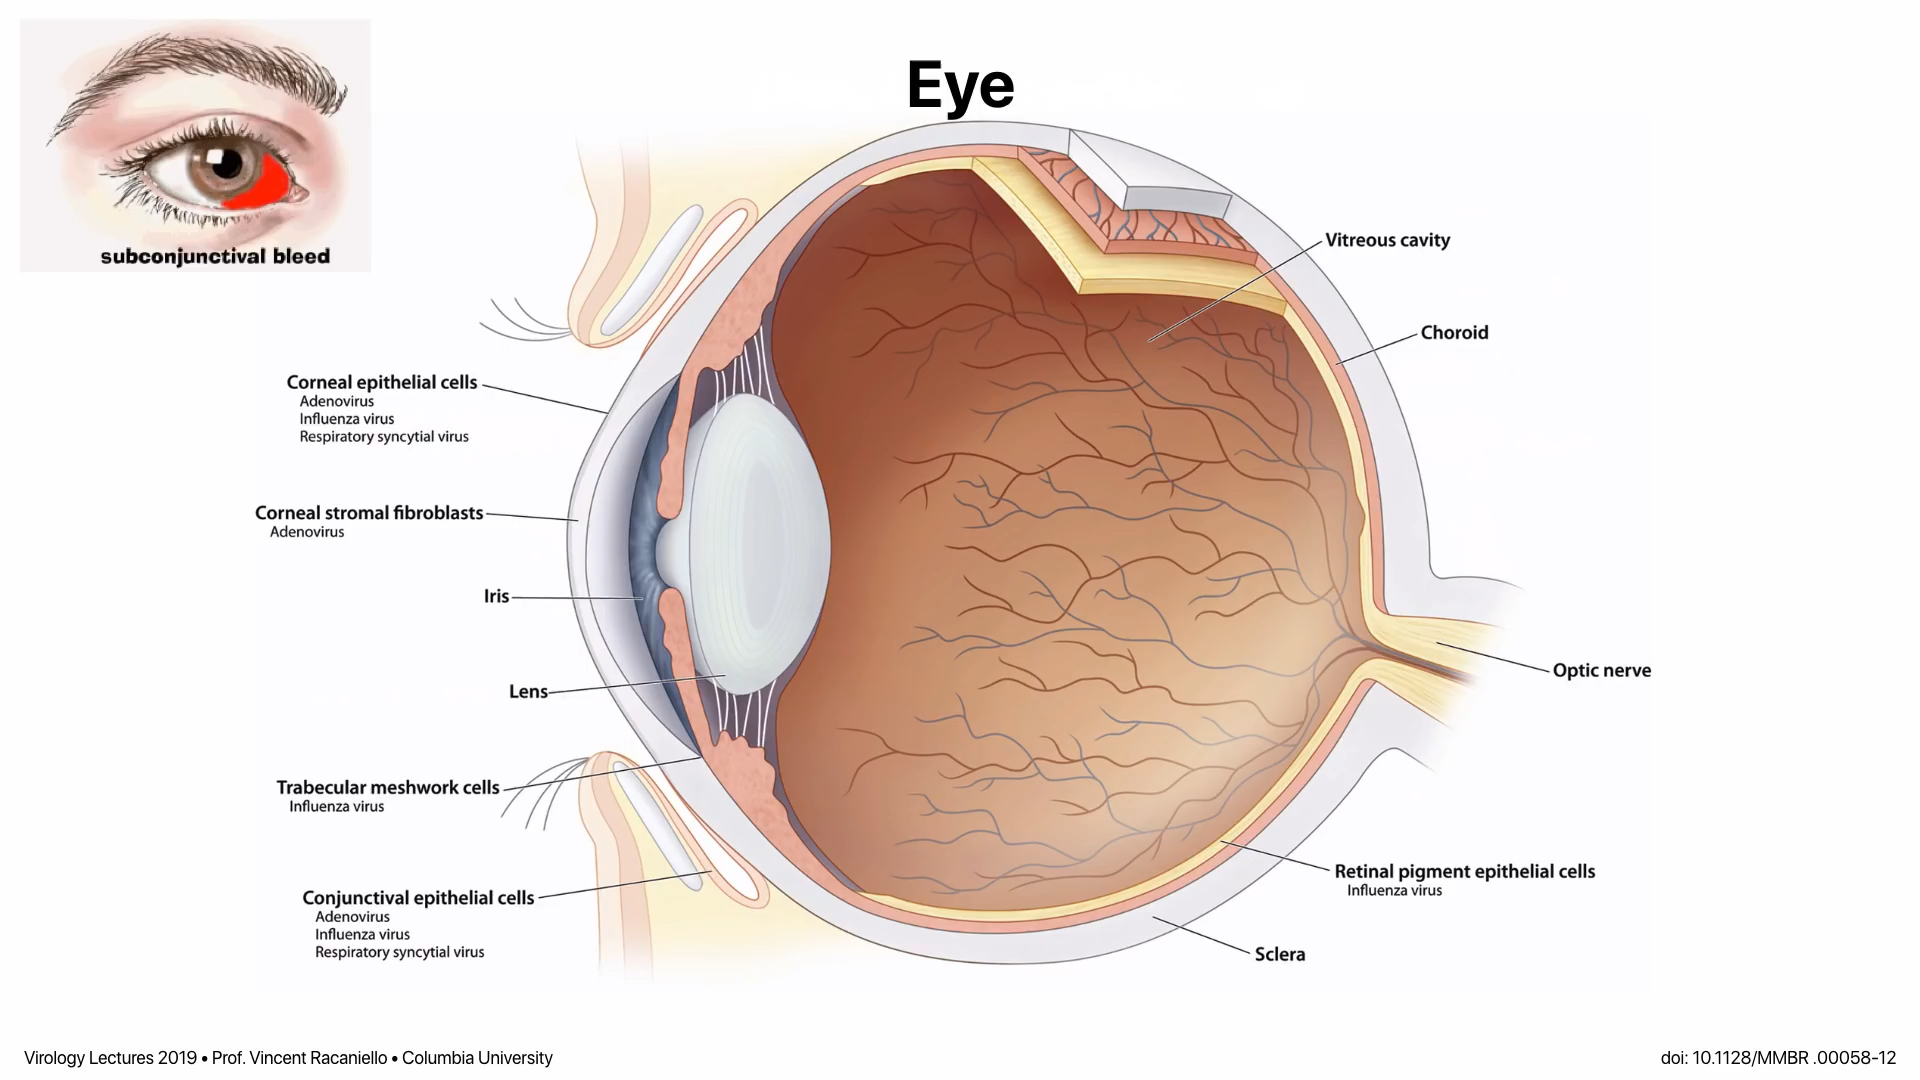 Eye
subconjunctival bleed
Vitreous cavity
Choroid
Corneal epithelial cells
Adenovirus
Influenza virus
Respiratory syncytial virus
Corneal stromal fibroblasts
Adenovirus
Iris
Lens
Optic nerve
Trabecular meshwork cells
Influenza virus
Conjunctival epithelial cells
Adenovirus
Influenza virus
Respiratory syncytial virus
Retinal pigment epithelial cells
Influenza virus
Sclera
Virology Lectures 2019 • Prof. Vincent Racaniello • Columbia University
doi: 10.1128/MMBR .00058-12